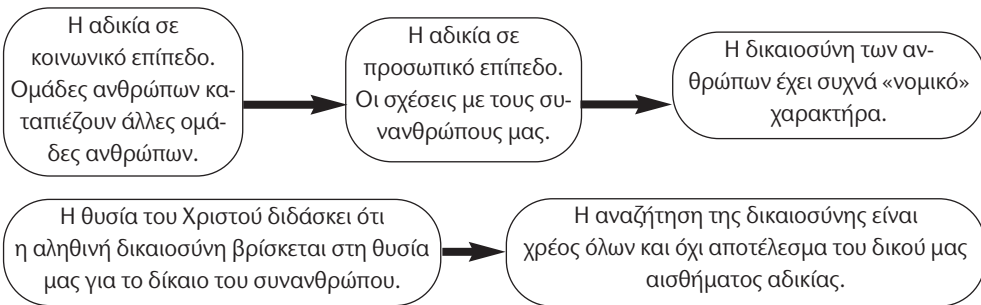 Η αδικία σε
κοινωνικό επίπεδο.
Ομάδες ανθρώπων κα-
ταπιέζουν άλλες ομά-
δες ανθρώπων.
Η αδικία σε
προσωπικό επίπεδο.
Οι σχέσεις με τους συ-
νανθρώπους μας.
Η δικαιοσύνη των αν-
θρώπων έχει συχνά «νομικό»
χαρακτήρα.
Η θυσία του Χριστού διδάσκει ότι
η αληθινή δικαιοσύνη βρίσκεται στη θυσία
μας για το δίκαιο του συνανθρώπου.
Η αναζήτηση της δικαιοσύνης είναι
χρέος όλων και όχι αποτέλεσμα του δικού μας
αισθήματος αδικίας.